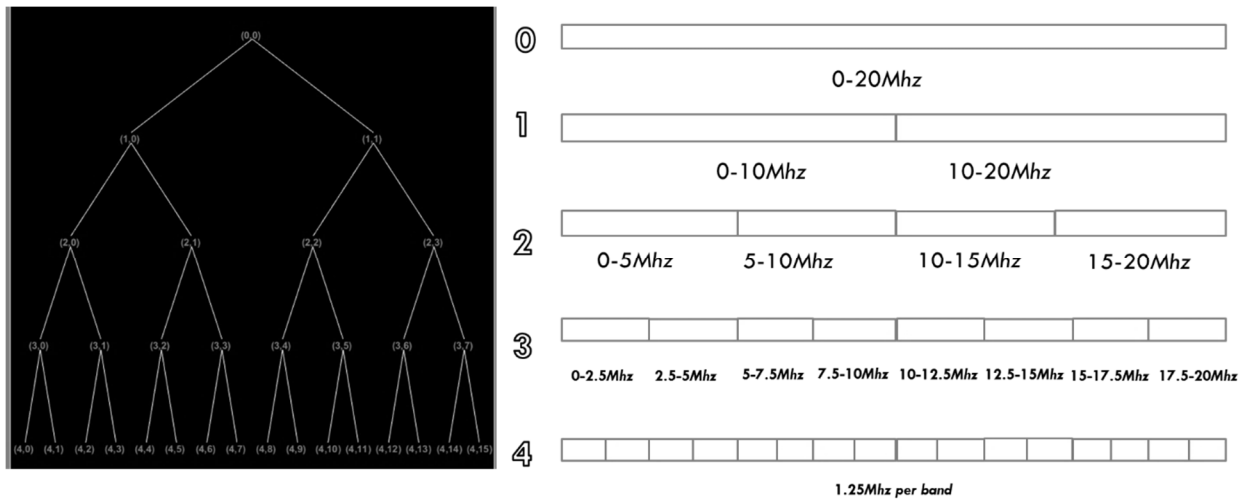 (0,0)
(1,0) (1,1)
(2,0) (2,1) (2,2) (2,3)
(3,0) (3,1) (3,2) (3,3) (3,4) (3,5) (3,6) (3,7)
(4,0) (4,1) (4,2) (4,3) (4,4) (4,5) (4,6) (4,7) (4,8) (4,9) (4,10) (4,11) (4,12) (4,13) (4,14) (4,15)
0
0-20Mhz
1
0-10Mhz 10-20Mhz
2
0-5Mhz 5-10Mhz 10-15Mhz 15-20Mhz
3
0-2.5Mhz 2.5-5Mhz 5-7.5Mhz 7.5-10Mhz 10-12.5Mhz 12.5-15Mhz 15-17.5Mhz 17.5-20Mhz
4
1.25Mhz per band